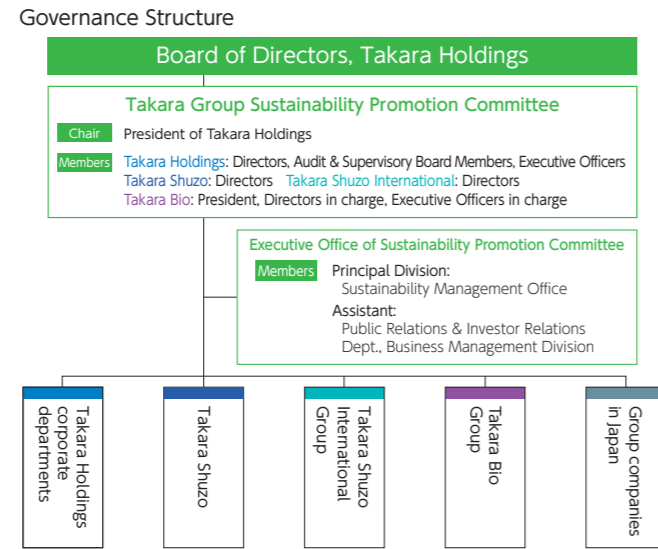 Governance Structure
Board of Directors, Takara Holdings
Takara Group Sustainability Promotion Committee
Chair President of Takara Holdings
Members Takara Holdings: Directors, Audit & Supervisory Board Members, Executive Officers
Takara Shuzo: Directors Takara Shuzo International: Directors
Takara Bio: President, Directors in charge, Executive Officers in charge
Executive Office of Sustainability Promotion Committee
Members Principal Division:
Sustainability Management Office
Assistant:
Public Relations & Investor Relations
Dept., Business Management Division
Takara Holdings
corporate
departments
Takara Shuzo
Takara Shuzo
International
Group
Takara Bio
Group
Group companies
in Japan